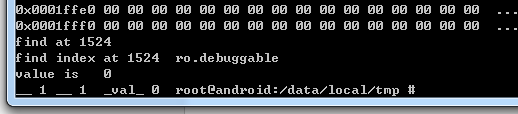 0x0001ffe0 00 00 00 00 00 00 00 00 00 00 00 00 00 00 00 00 ...
0x0001fff0 00 00 00 00 00 00 00 00 00 00 00 00 00 00 00 00 ...
find at 1524
find index at 1524  ro.debuggable
value is   0
__ 1 __ 1  _val_ 0  root@android:/data/local/tmp #